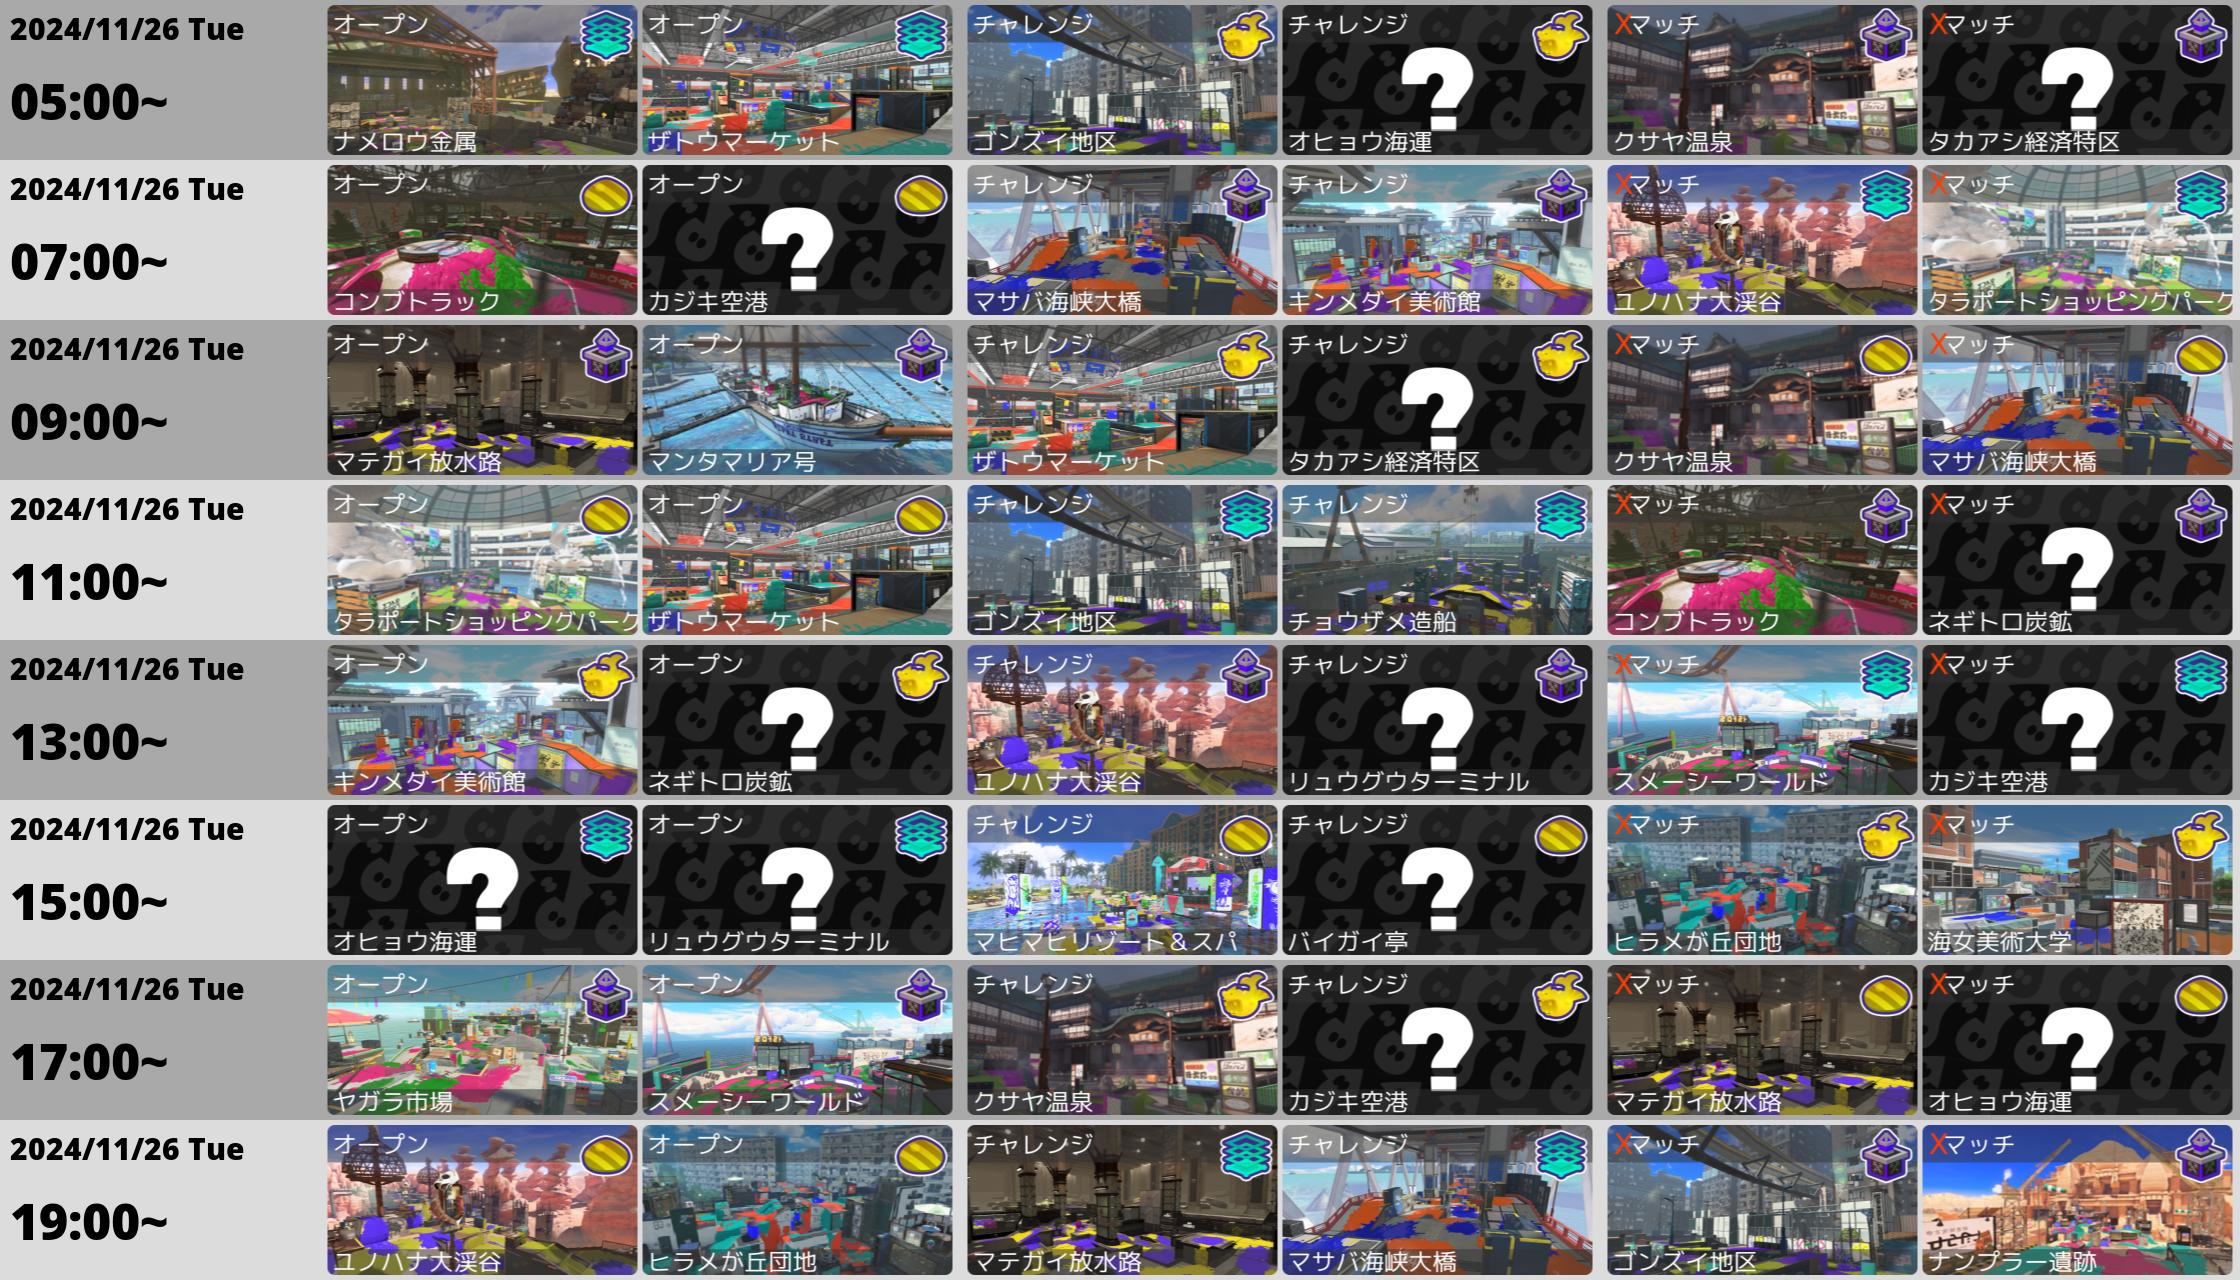 2024/11/26 Tue
05:00~
オープン
ナメロウ金属
オープン
ザトウマーケット
チャレンジ
ゴンズイ地区
チャレンジ
?
オヒョウ海運
Xマッチ
クサヤ温泉
Xマッチ
?
タカアシ経済特区
2024/11/26 Tue
07:00~
オープン
コンブトラック
オープン
?
カジキ空港
チャレンジ
マサバ海峡大橋
チャレンジ
キンメダイ美術館
Xマッチ
ユノハナ大渓谷
Xマッチ
タラポートショッピングパーク
2024/11/26 Tue
09:00~
オープン
マテガイ放水路
オープン
マンタマリア号
チャレンジ
ザトウマーケット
チャレンジ
?
タカアシ経済特区
Xマッチ
クサヤ温泉
Xマッチ
マサバ海峡大橋
2024/11/26 Tue
11:00~
オープン
タラポートショッピングパーク
オープン
ザトウマーケット
チャレンジ
ゴンズイ地区
チャレンジ
チョウザメ造船
Xマッチ
コンブトラック
Xマッチ
?
ネギトロ炭鉱
2024/11/26 Tue
13:00~
オープン
キンメダイ美術館
オープン
?
ネギトロ炭鉱
チャレンジ
ユノハナ大渓谷
チャレンジ
?
リュウグウターミナル
Xマッチ
スメーシーワールド
Xマッチ
?
カジキ空港
2024/11/26 Tue
15:00~
オープン
?
オヒョウ海運
オープン
?
リュウグウターミナル
チャレンジ
マヒマヒリゾート&スパ
チャレンジ
?
バイガイ亭
Xマッチ
ヒラメが丘団地
Xマッチ
海女美術大学
2024/11/26 Tue
17:00~
オープン
ヤガラ市場
オープン
スメーシーワールド
チャレンジ
クサヤ温泉
チャレンジ
?
カジキ空港
Xマッチ
マテガイ放水路
Xマッチ
?
オヒョウ海運
2024/11/26 Tue
19:00~
オープン
ユノハナ大渓谷
オープン
ヒラメが丘団地
チャレンジ
マテガイ放水路
チャレンジ
マサバ海峡大橋
Xマッチ
ゴンズイ地区
Xマッチ
ナンプラー遺跡